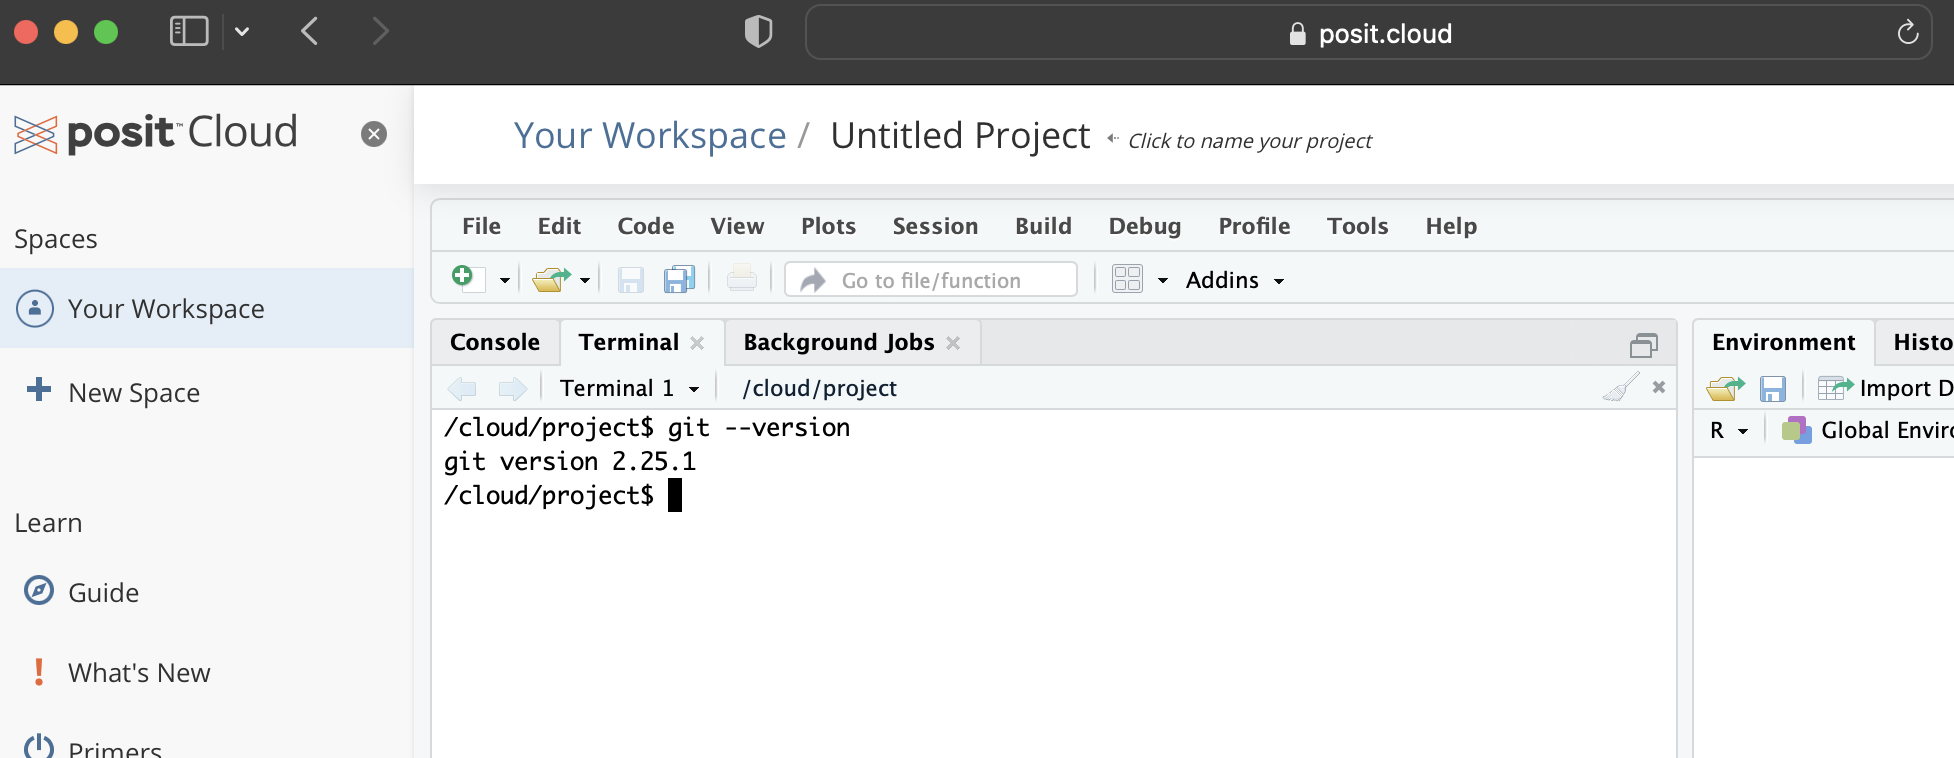 posit.cloud
posit™ Cloud
Your Workspace / Untitled Project Click to name your project
Spaces
Your Workspace
New Space
Learn
Guide
What's New
Primers
File Edit Code View Plots Session Build Debug Profile Tools Help
Go to file/function Addins
Console Terminal Background Jobs
Terminal 1 /cloud/project
/cloud/project$ git --version
git version 2.25.1
/cloud/project$
Environment Histo
Import D
R Global Enviro